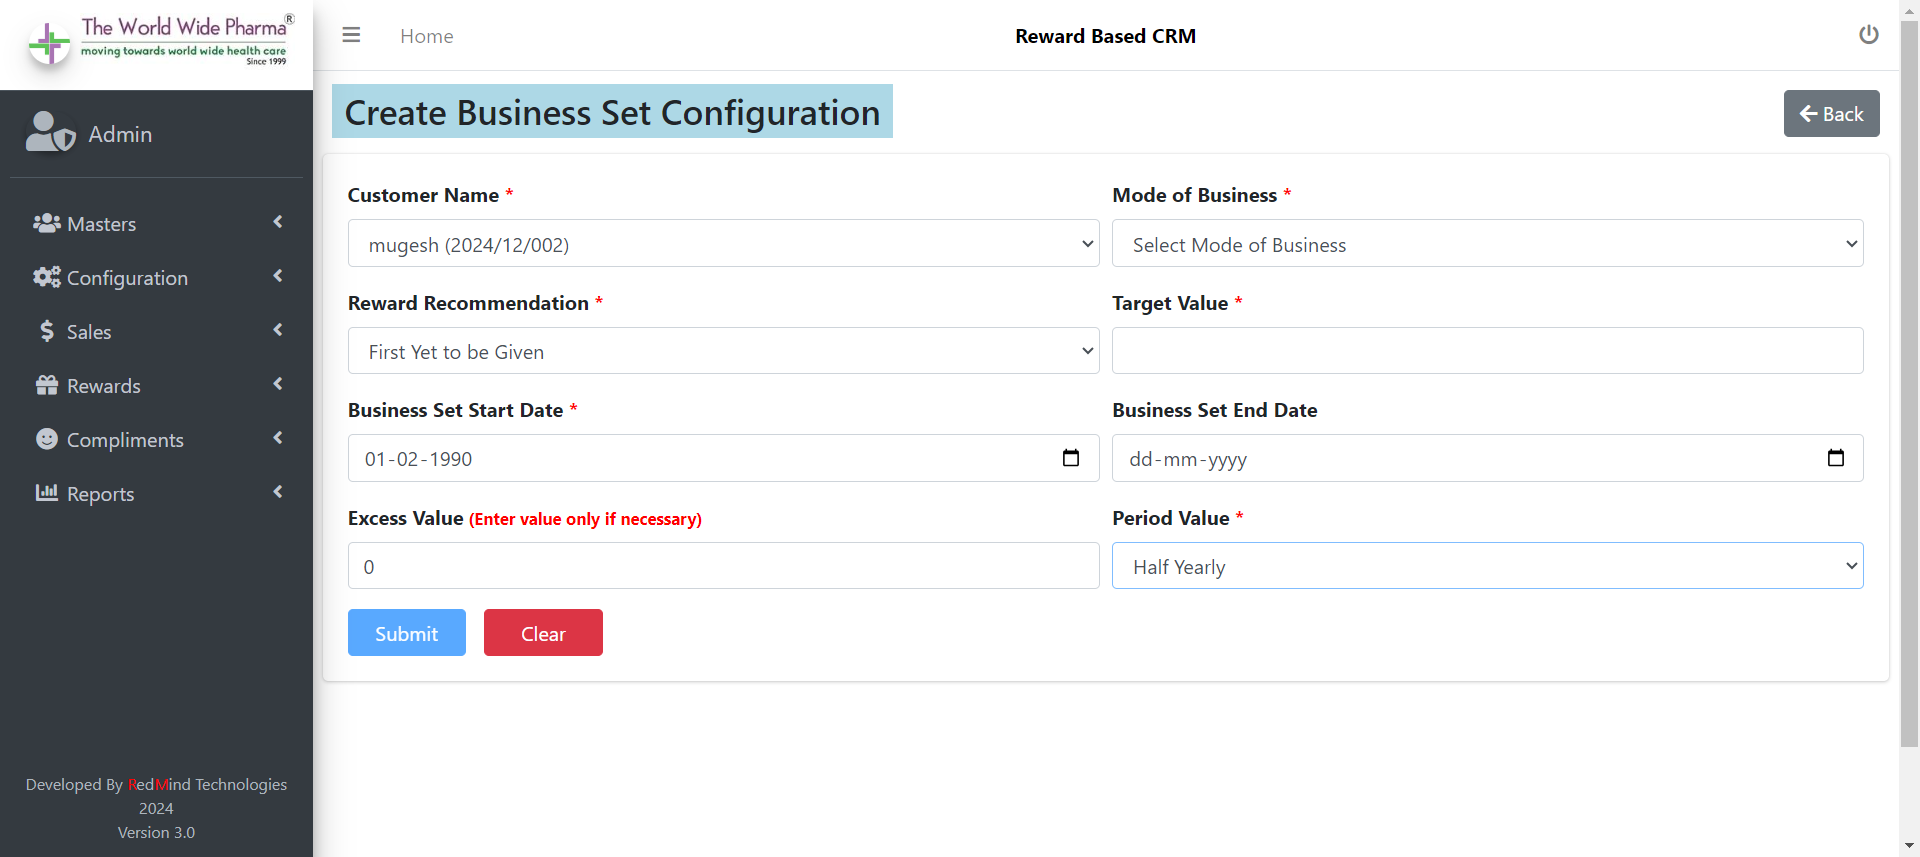 The World Wide Pharma®
moving towards world wide health care
Since 1999
Home
Reward Based CRM
Admin
Masters
Configuration
Sales
Rewards
Compliments
Reports
Developed By RedMind Technologies
2024
Version 3.0
Create Business Set Configuration
Back
Customer Name *
mugesh (2024/12/002)
Mode of Business *
Select Mode of Business
Reward Recommendation *
First Yet to be Given
Target Value *
Business Set Start Date *
01-02-1990
Business Set End Date
dd-mm-yyyy
Excess Value (Enter value only if necessary)
0
Period Value *
Half Yearly
Submit
Clear